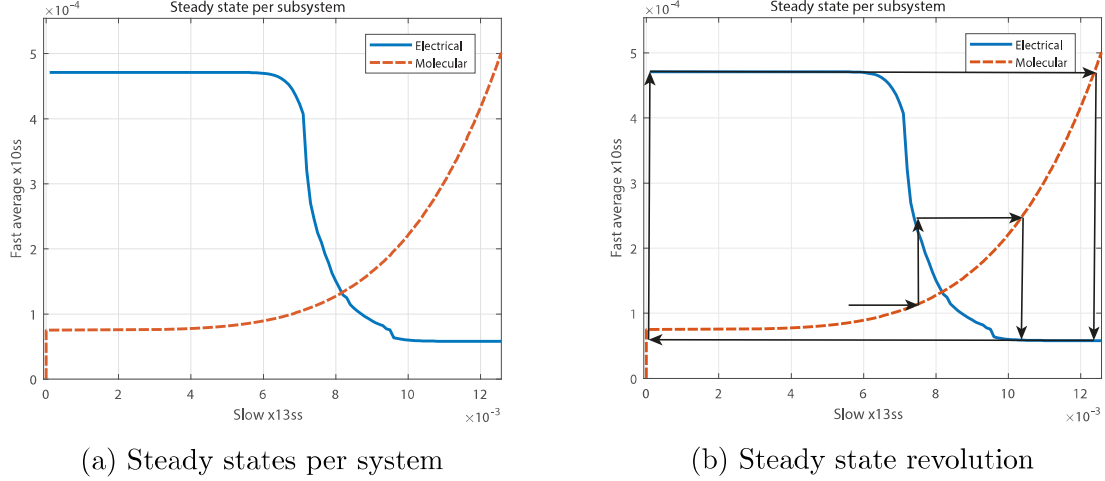 Steady state per subsystem
×10⁻⁴
Electrical
Molecular
Fast average x10ss
5
4
3
2
1
0
0 2 4 6 8 10 12
Slow x13ss
×10⁻³
(a) Steady states per system
Steady state per subsystem
×10⁻⁴
Electrical
Molecular
Fast average x10ss
5
4
3
2
1
0
0 2 4 6 8 10 12
Slow x13ss
×10⁻³
(b) Steady state revolution